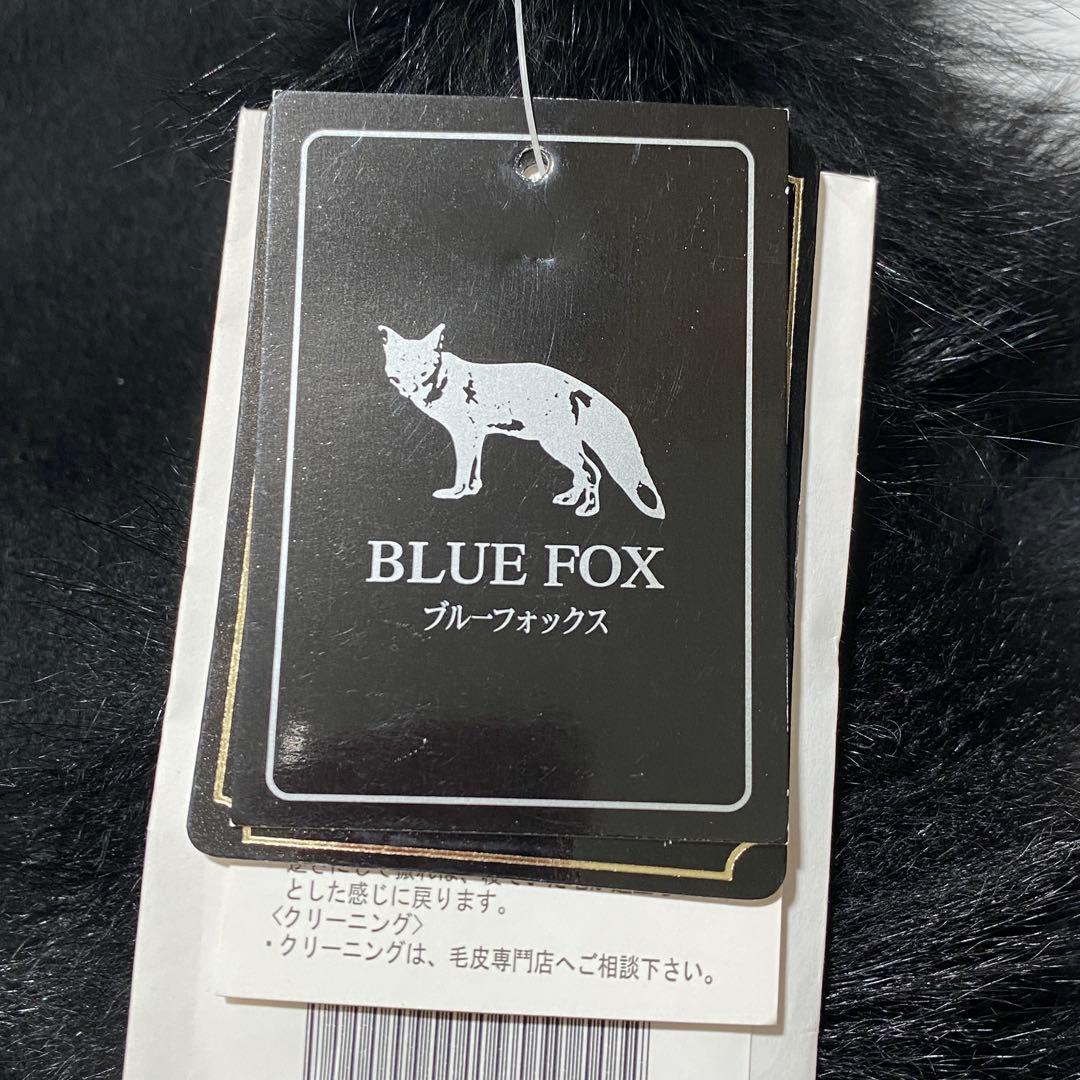 BLUE FOX
ブルーフォックス
とした感じに戻ります。
〈クリーニング〉
・クリーニングは、毛皮専門店へご相談下さい。